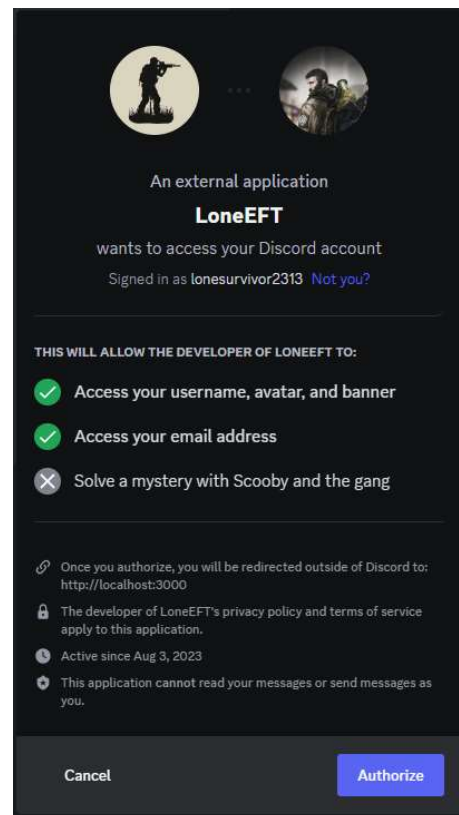 An external application
LoneEFT
wants to access your Discord account
Signed in as lonesurvivor2313 Not you?
THIS WILL ALLOW THE DEVELOPER OF LONEEFT TO:
Access your username, avatar, and banner
Access your email address
Solve a mystery with Scooby and the gang
Once you authorize, you will be redirected outside of Discord to:
http://localhost:3000
The developer of LoneEFT's privacy policy and terms of service
apply to this application.
Active since Aug 3, 2023
This application cannot read your messages or send messages as
you.
Cancel
Authorize